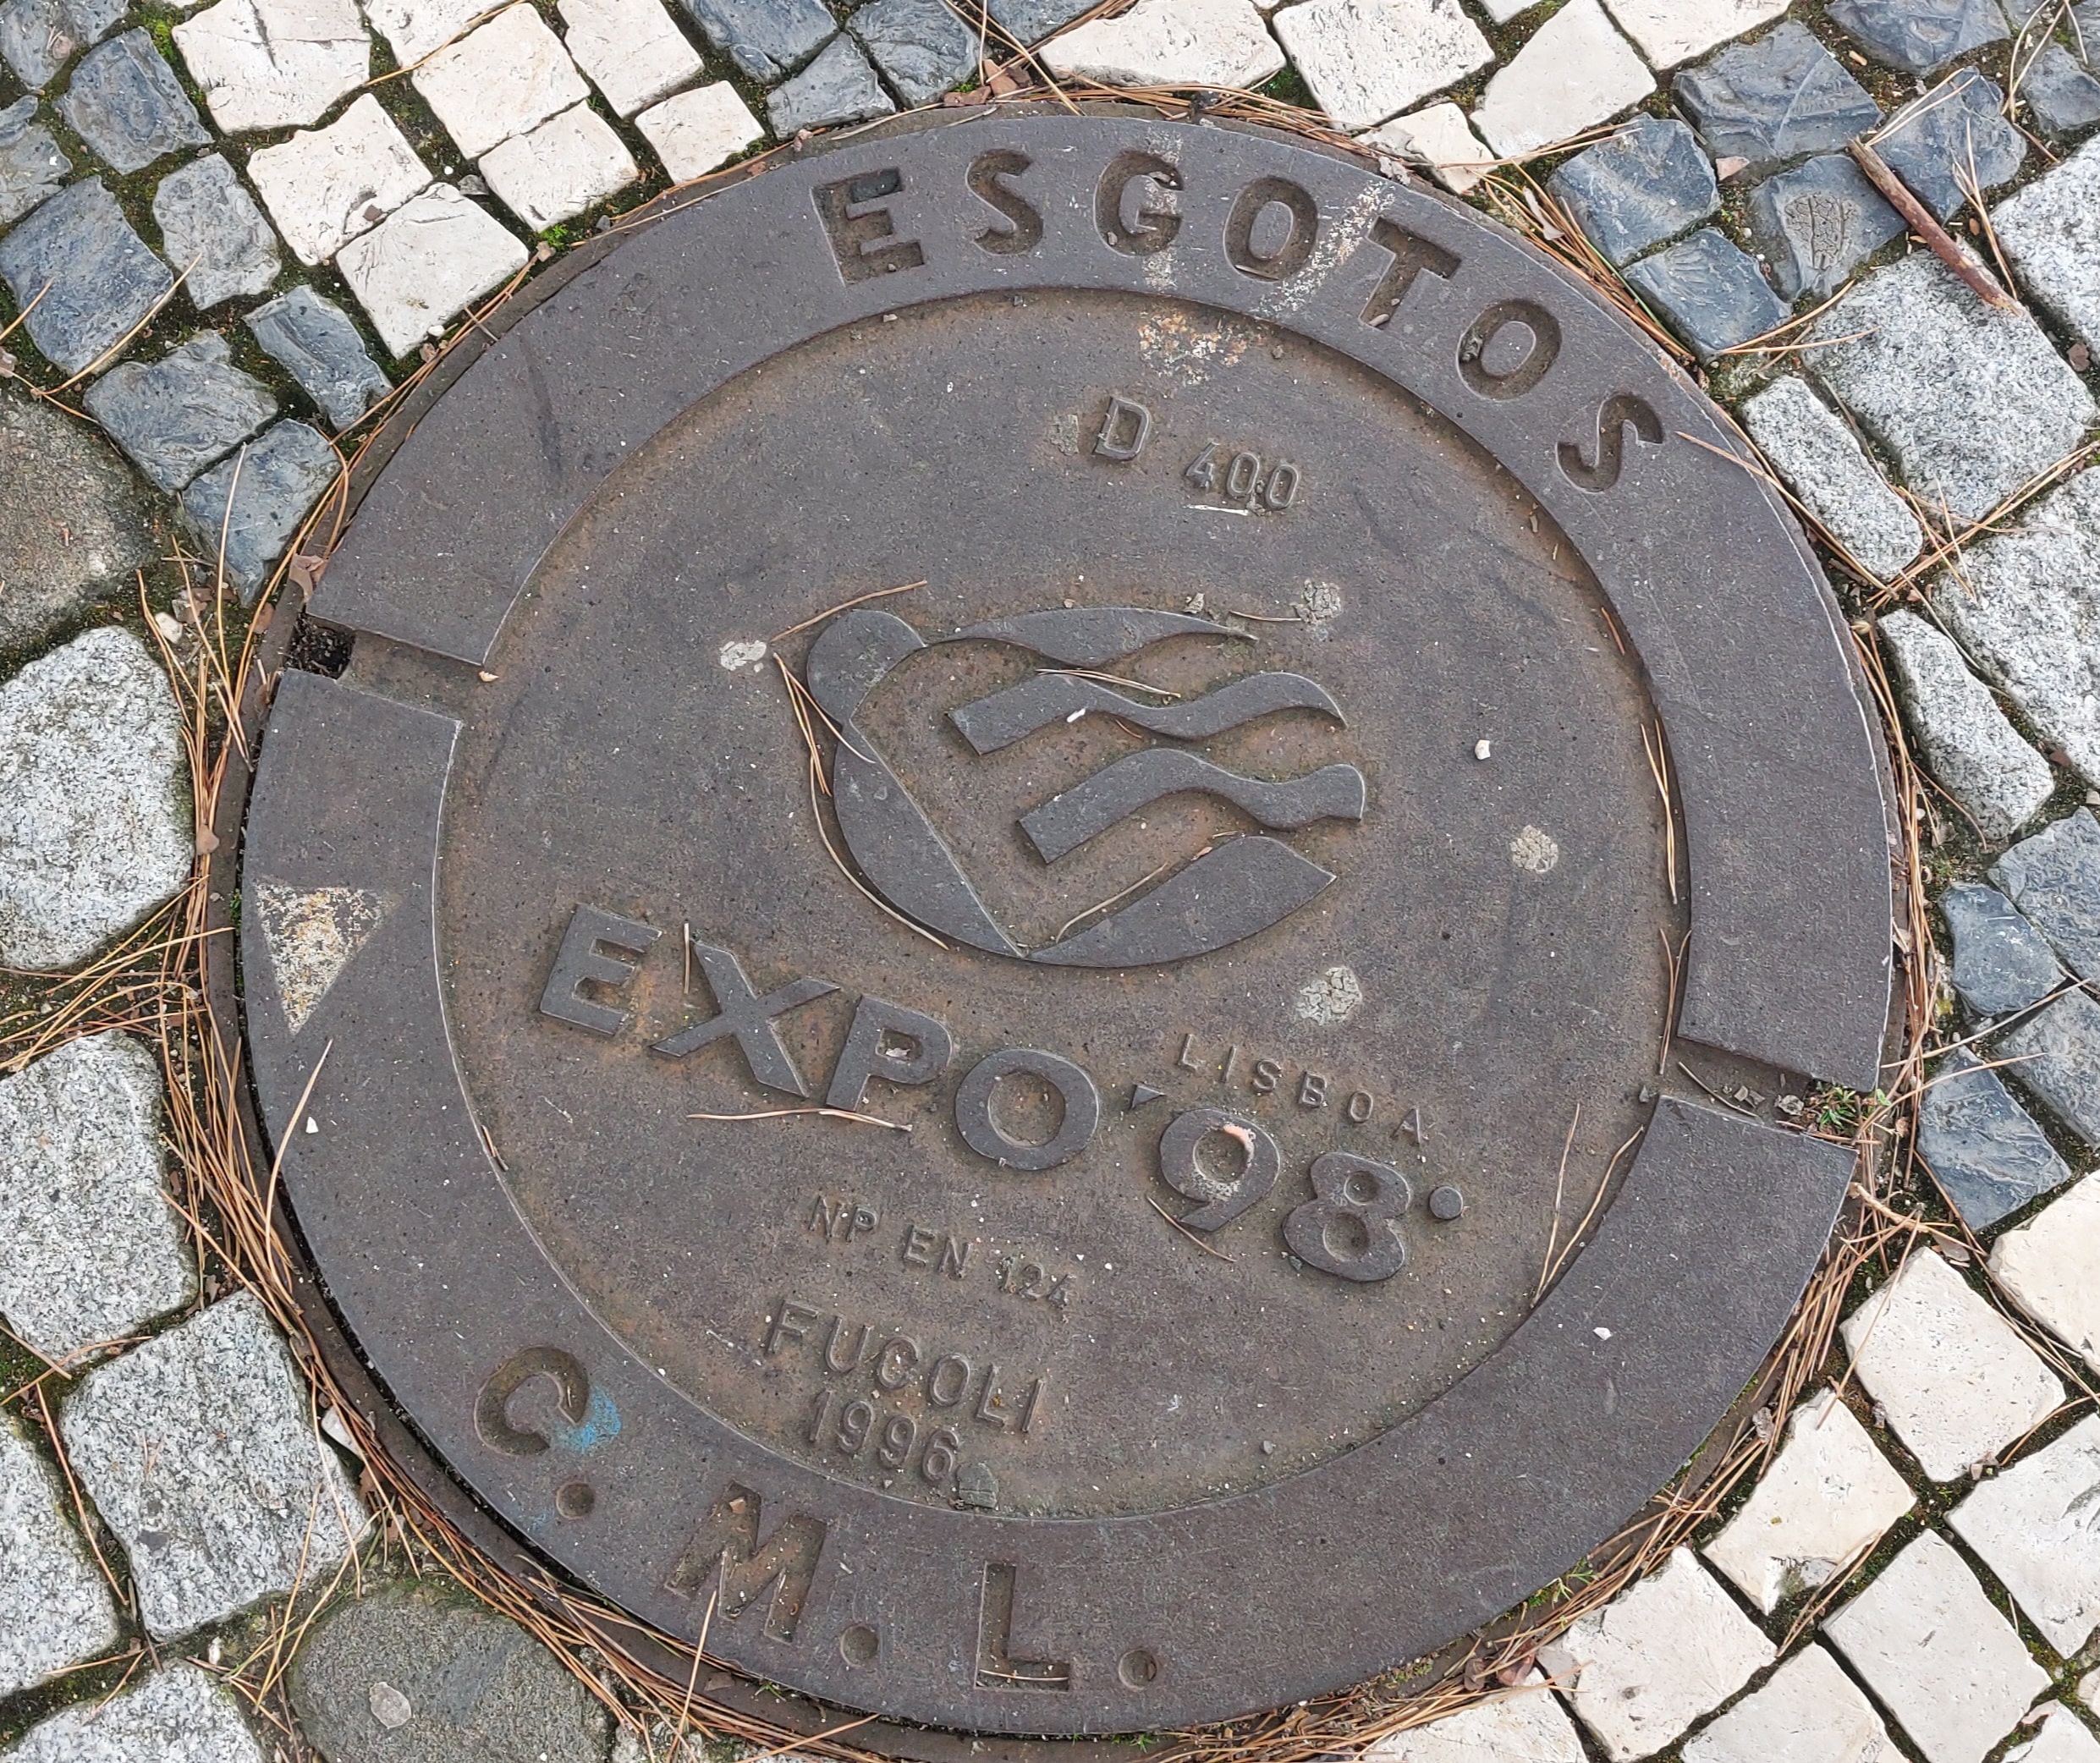 ESGOTOS
D 400
LISBOA
EXPO'98
NP EN 124
FUCOLI
1996
C.M.L.